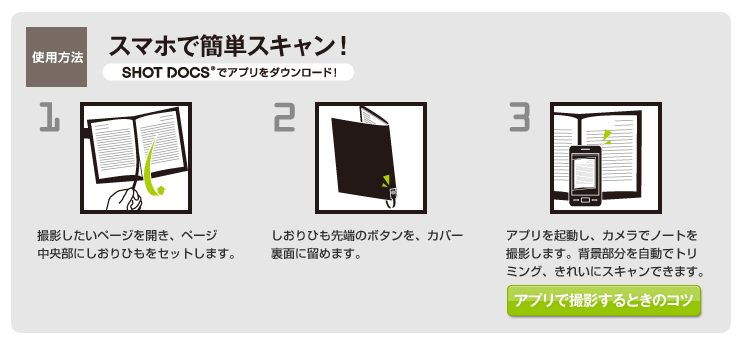 使用方法
スマホで簡単スキャン!
SHOT DOCS®でアプリをダウンロード!
1
撮影したいページを開き、ページ
中央部にしおりひもをセットします。
2
しおりひも先端のボタンを、カバー
裏面に留めます。
3
アプリを起動し、カメラでノートを
撮影します。背景部分を自動でトリ
ミング、きれいにスキャンできます。
アプリで撮影するときのコツ